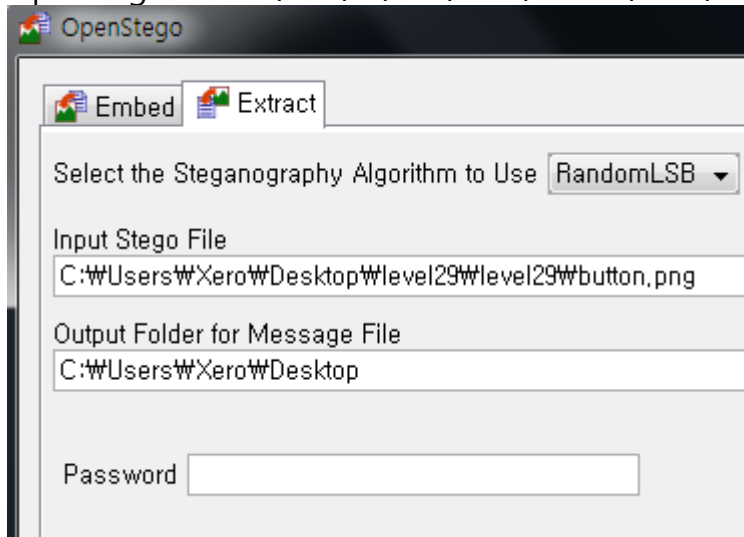 OpenStego
Embed Extract
Select the Steganography Algorithm to Use RandomLSB
Input Stego File
C:₩Users₩Xero₩Desktop₩level29₩level29₩button,png
Output Folder for Message File
C:₩Users₩Xero₩Desktop
Password